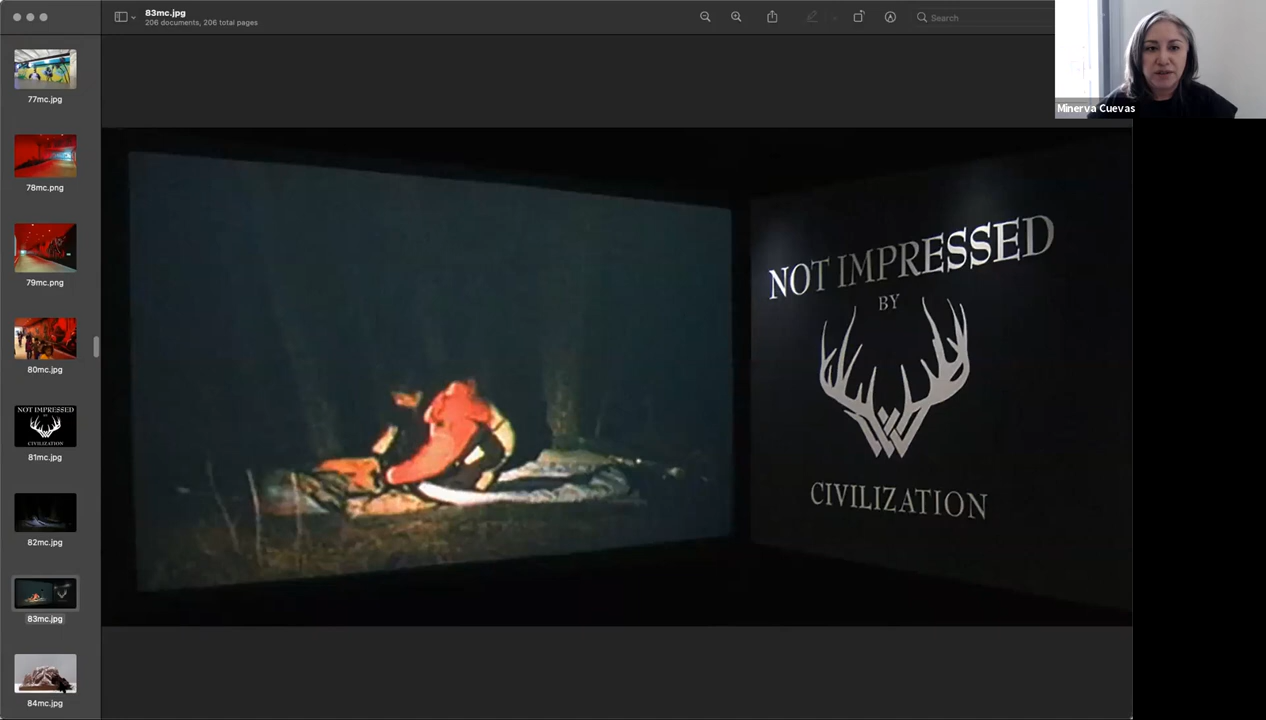 83mc.jpg
206 documents, 206 total pages
Search
Minerva Cuevas
77mc.jpg
78mc.png
79mc.png
80mc.jpg
NOT IMPRESSED
CIVILIZATION
81mc.jpg
82mc.jpg
83mc.jpg
84mc.jpg
NOT IMPRESSED
BY
CIVILIZATION